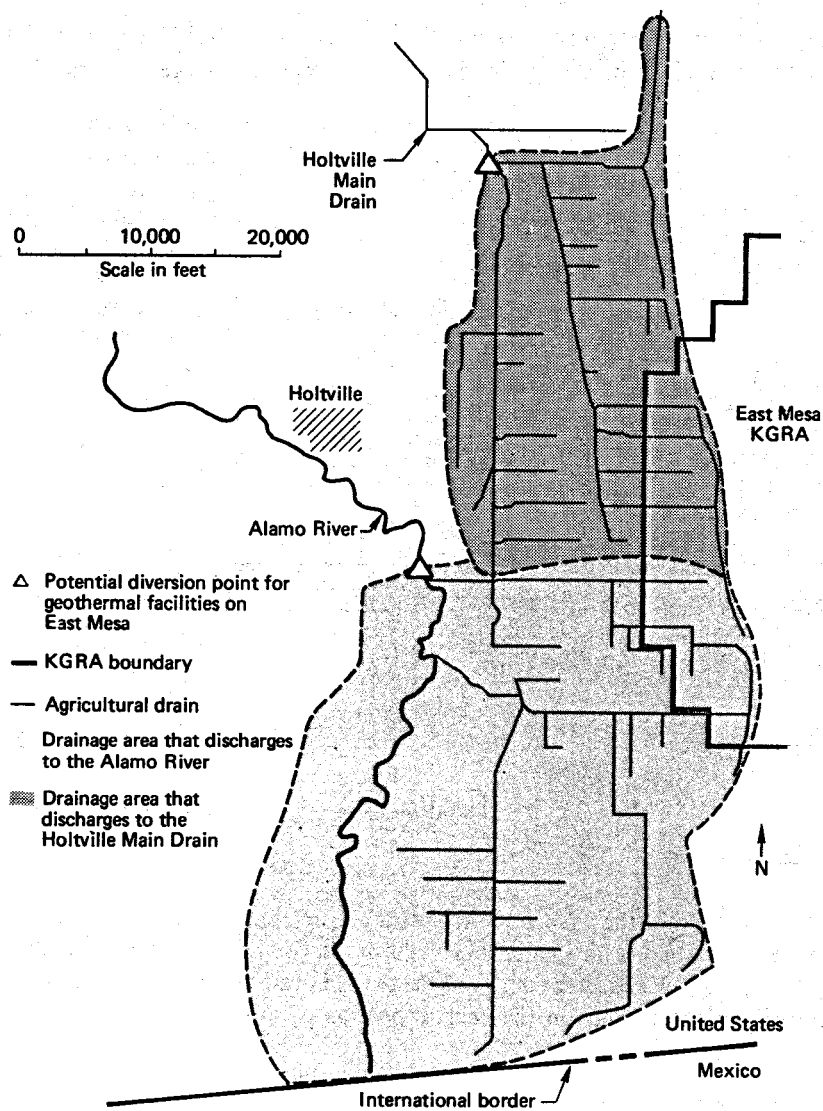 Holtville
Main
Drain
0 10,000 20,000
Scale in feet
Holtville
East Mesa
KGRA
Alamo River
Potential diversion point for
geothermal facilities on
East Mesa
KGRA boundary
Agricultural drain
Drainage area that discharges
to the Alamo River
Drainage area that
discharges to the
Holtville Main Drain
N
United States
Mexico
International border